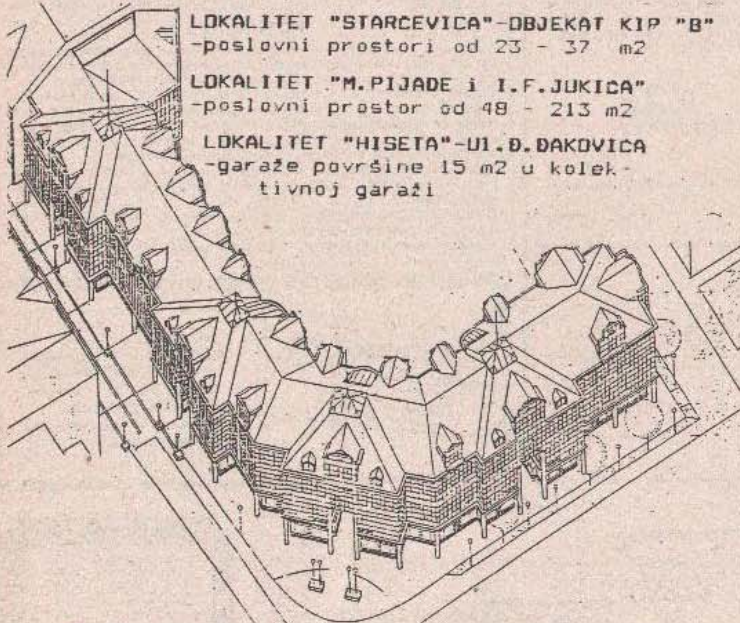 LOKALITET "STARCEVICA"-OBJEKAT KIP "B"
-poslovni prostori od 23 - 37 m2
LOKALITET "M.PIJADE i I.F.JUKICA"
-poslovni prostor od 48 - 213 m2
LOKALITET "HISETA"-Ul.Đ.ĐAKOVICA
-garaže površine 15 m2 u kolek-
tivnoj garaži